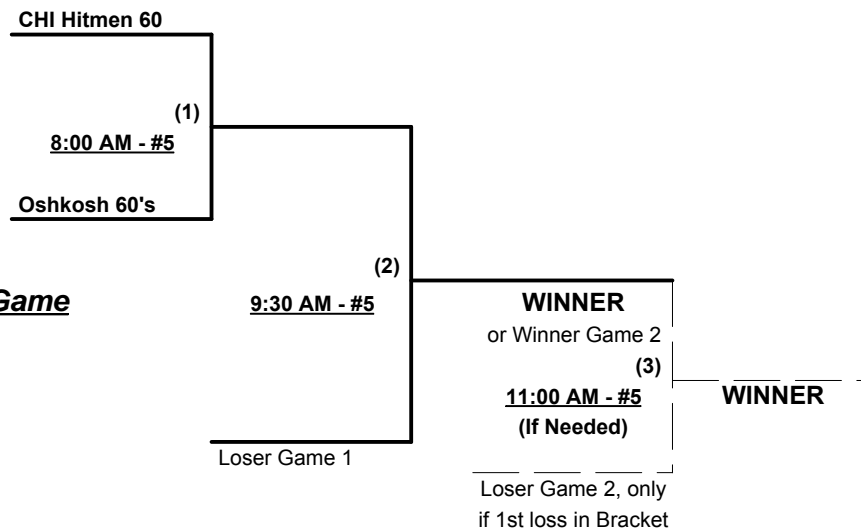 CHI Hitmen 60
(1)
8:00 AM - #5
Oshkosh 60's
(2)
Game
9:30 AM - #5
WINNER
or Winner Game 2
(3)
11:00 AM - #5
WINNER
(If Needed)
Loser Game 1
Loser Game 2, only
if 1st loss in Bracket